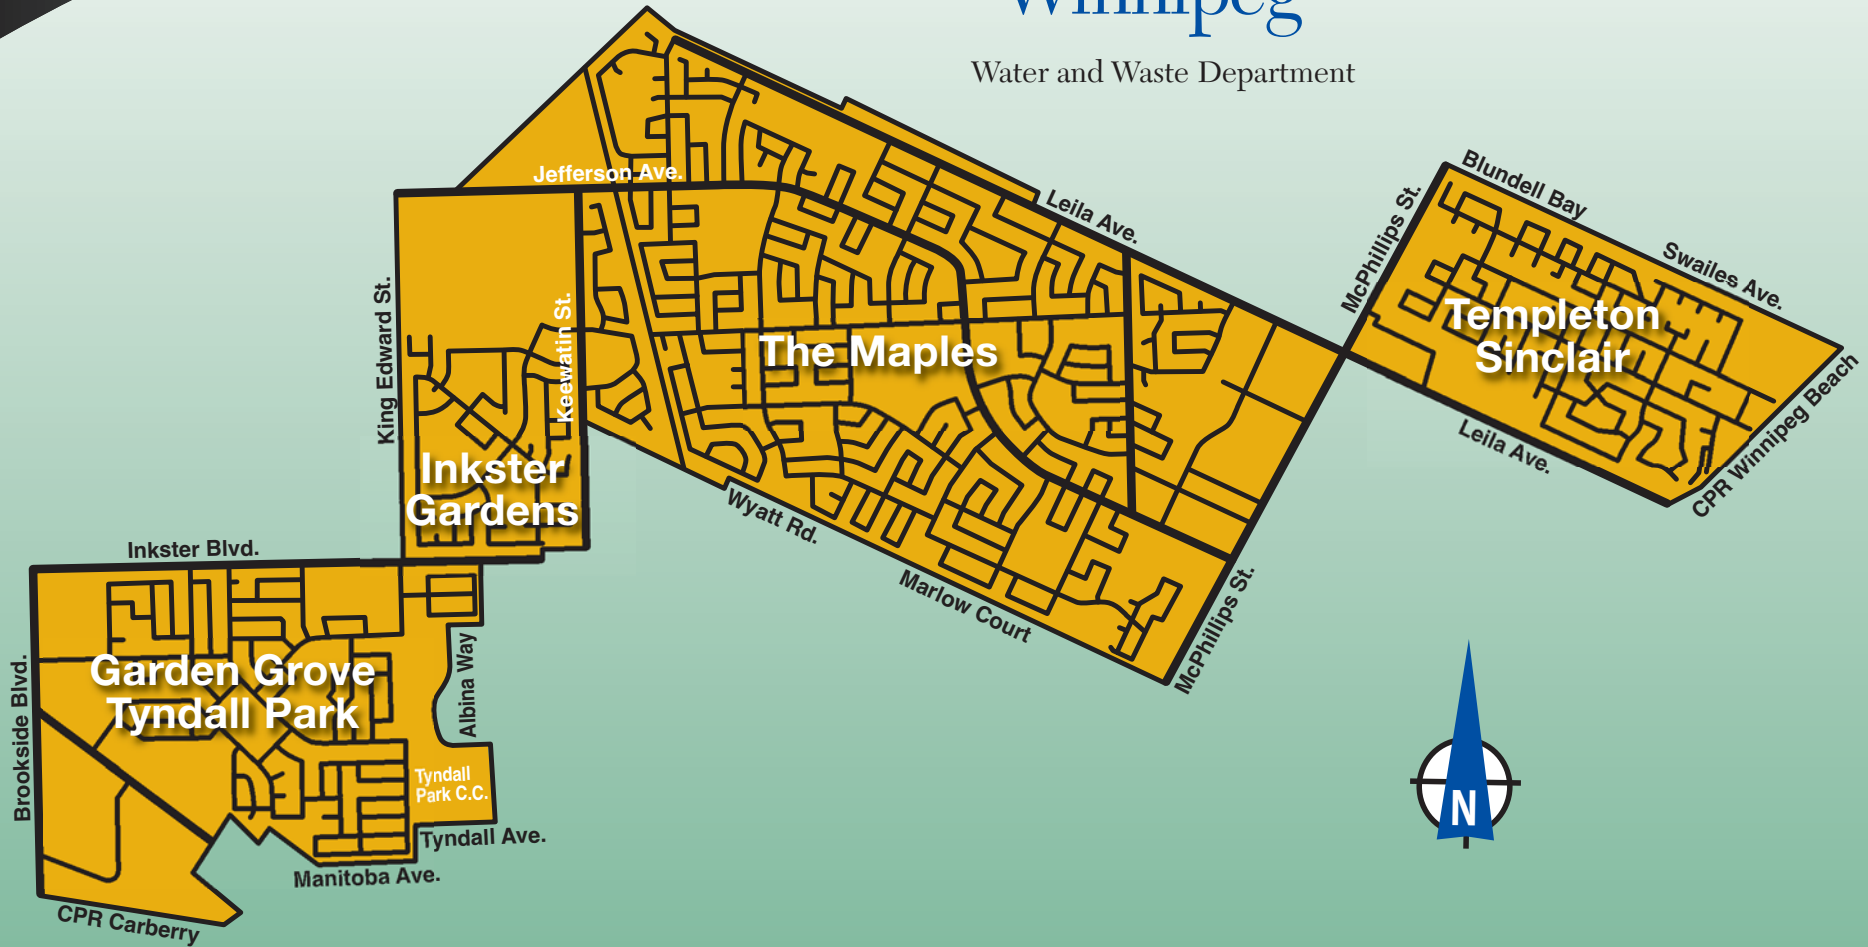 Winnipeg
Water and Waste Department
Blundell Bay
Swailes Ave.
Jefferson Ave.
Leila Ave.
McPhillips St.
Templeton
Sinclair
King Edward St.
Keewatin St.
The Maples
CPR Winnipeg Beach
Leila Ave.
Inkster
Gardens
Wyatt Rd.
Inkster Blvd.
Marlow Court
McPhillips St.
Garden Grove
Tyndall Park
Brookside Blvd.
Albina Way
Tyndall
Park C.C.
Tyndall Ave.
Manitoba Ave.
CPR Carberry
N